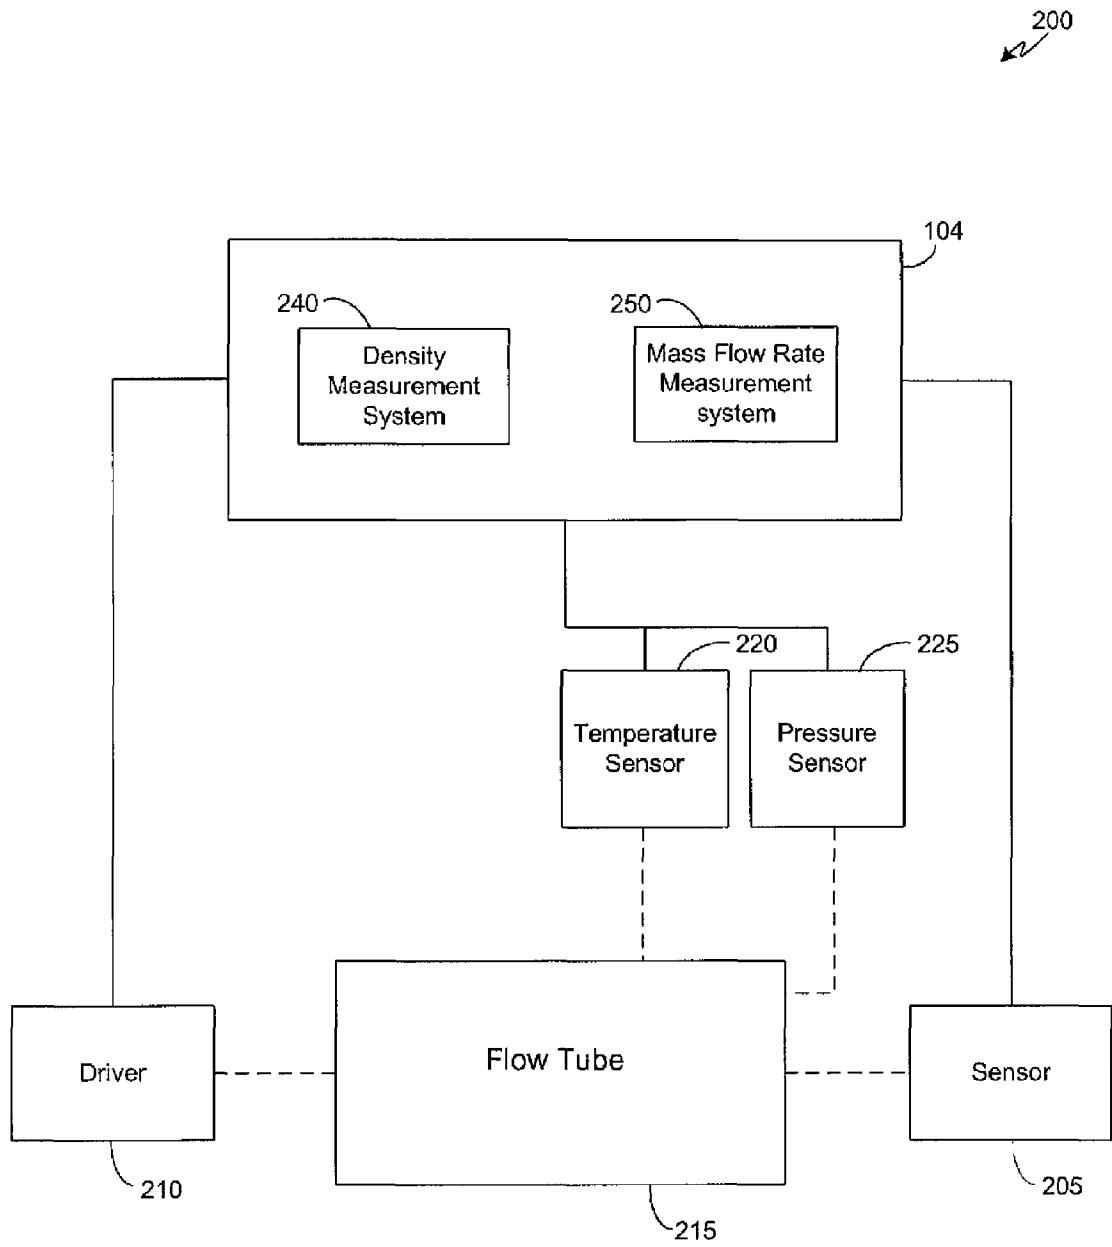 200
104
240
250
Density
Measurement
System
Mass Flow Rate
Measurement
system
220
225
Temperature
Sensor
Pressure
Sensor
Driver
Flow Tube
Sensor
210
215
205